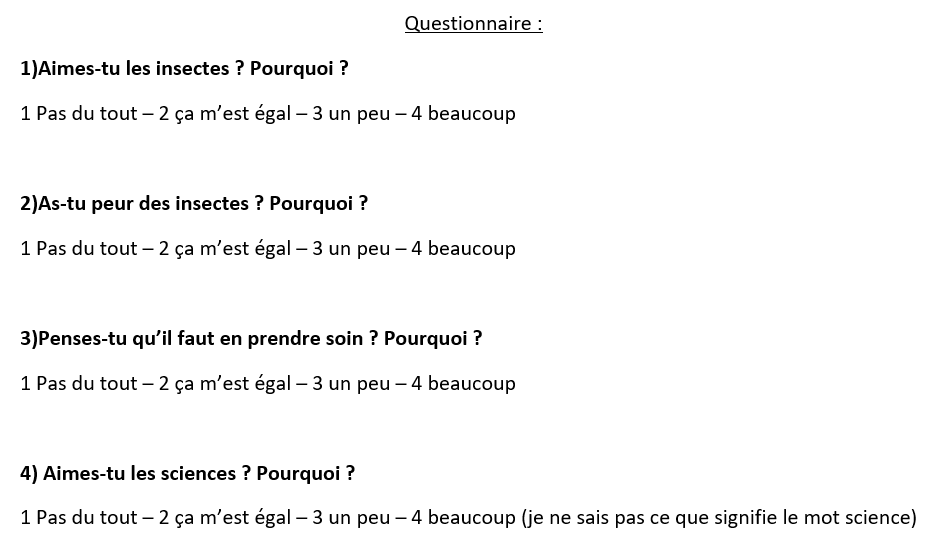 Questionnaire :
1)Aimes-tu les insectes ? Pourquoi ?
1 Pas du tout – 2 ça m’est égal – 3 un peu – 4 beaucoup
2)As-tu peur des insectes ? Pourquoi ?
1 Pas du tout – 2 ça m’est égal – 3 un peu – 4 beaucoup
3)Penses-tu qu’il faut en prendre soin ? Pourquoi ?
1 Pas du tout – 2 ça m’est égal – 3 un peu – 4 beaucoup
4) Aimes-tu les sciences ? Pourquoi ?
1 Pas du tout – 2 ça m’est égal – 3 un peu – 4 beaucoup (je ne sais pas ce que signifie le mot science)